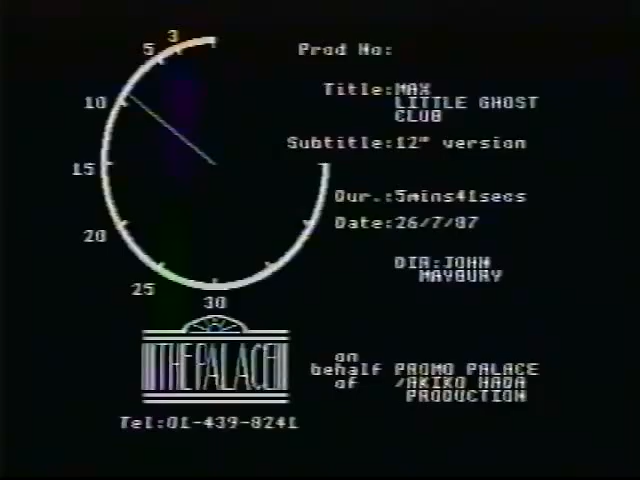 3
5
10
15
20
25
30
Prod No:
Title:MAX
LITTLE GHOST
CLUB
Subtitle:12" version
Dur.:5mins41secs
Date:26/7/87
DIR:JOHN
MAYBURY
THE PALACE
Tel:01-439-8241
on
behalf PROMO PALACE
of /AKIKO HADA
PRODUCTION